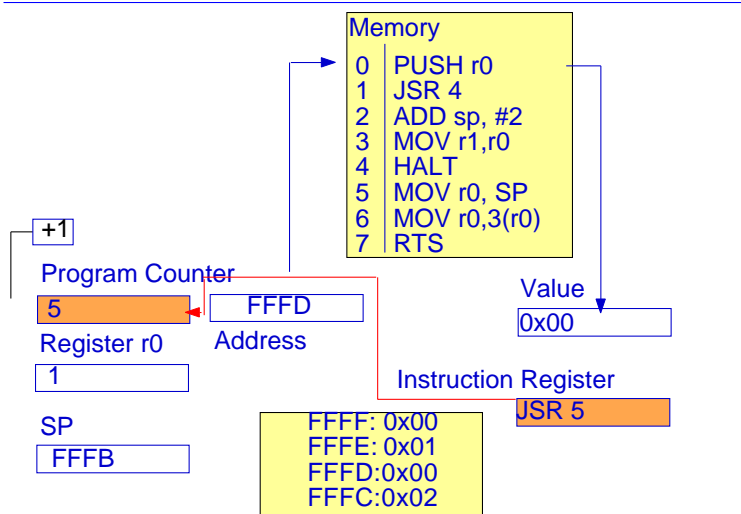 Memory
0 PUSH r0
1 JSR 4
2 ADD sp, #2
3 MOV r1,r0
4 HALT
5 MOV r0, SP
6 MOV r0,3(r0)
7 RTS
+1
Program Counter
5
FFFD
Address
Value
0x00
Register r0
1
Instruction Register
JSR 5
SP
FFFB
FFFF: 0x00
FFFE: 0x01
FFFD:0x00
FFFC:0x02